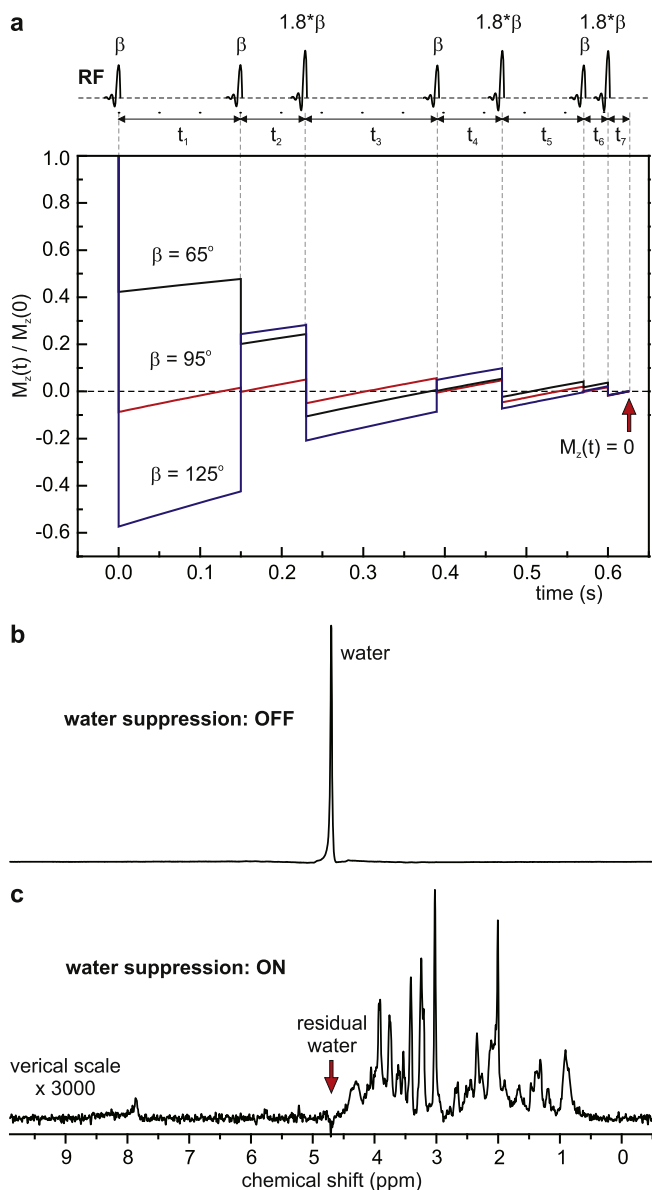 a
β β 1.8*β β 1.8*β β 1.8*β
RF
t1 t2 t3 t4 t5 t6 t7
1.0
0.8
0.6
0.4
0.2
0.0
-0.2
-0.4
-0.6
Mz(t) / Mz(0)
β = 65°
β = 95°
β = 125°
Mz(t) = 0
0.0 0.1 0.2 0.3 0.4 0.5 0.6
time (s)
b
water
water suppression: OFF
c
water suppression: ON
residual
water
verical scale
x 3000
9 8 7 6 5 4 3 2 1 0
chemical shift (ppm)